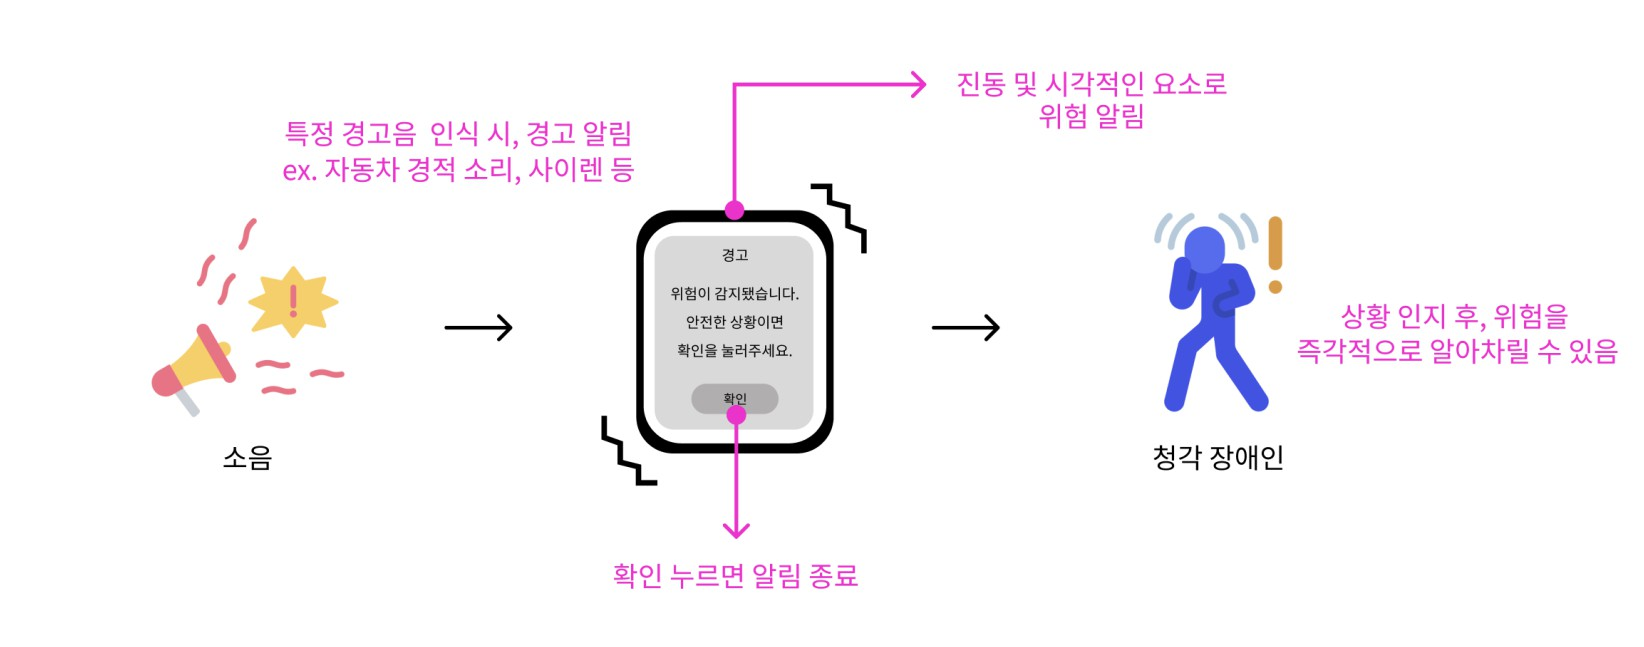 진동 및 시각적인 요소로
위험 알림
특정 경고음 인식 시, 경고 알림
ex. 자동차 경적 소리, 사이렌 등
경고
위험이 감지됐습니다.
안전한 상황이면
확인을 눌러주세요.
확인
상황 인지 후, 위험을
즉각적으로 알아차릴 수 있음
소음
청각 장애인
확인 누르면 알림 종료